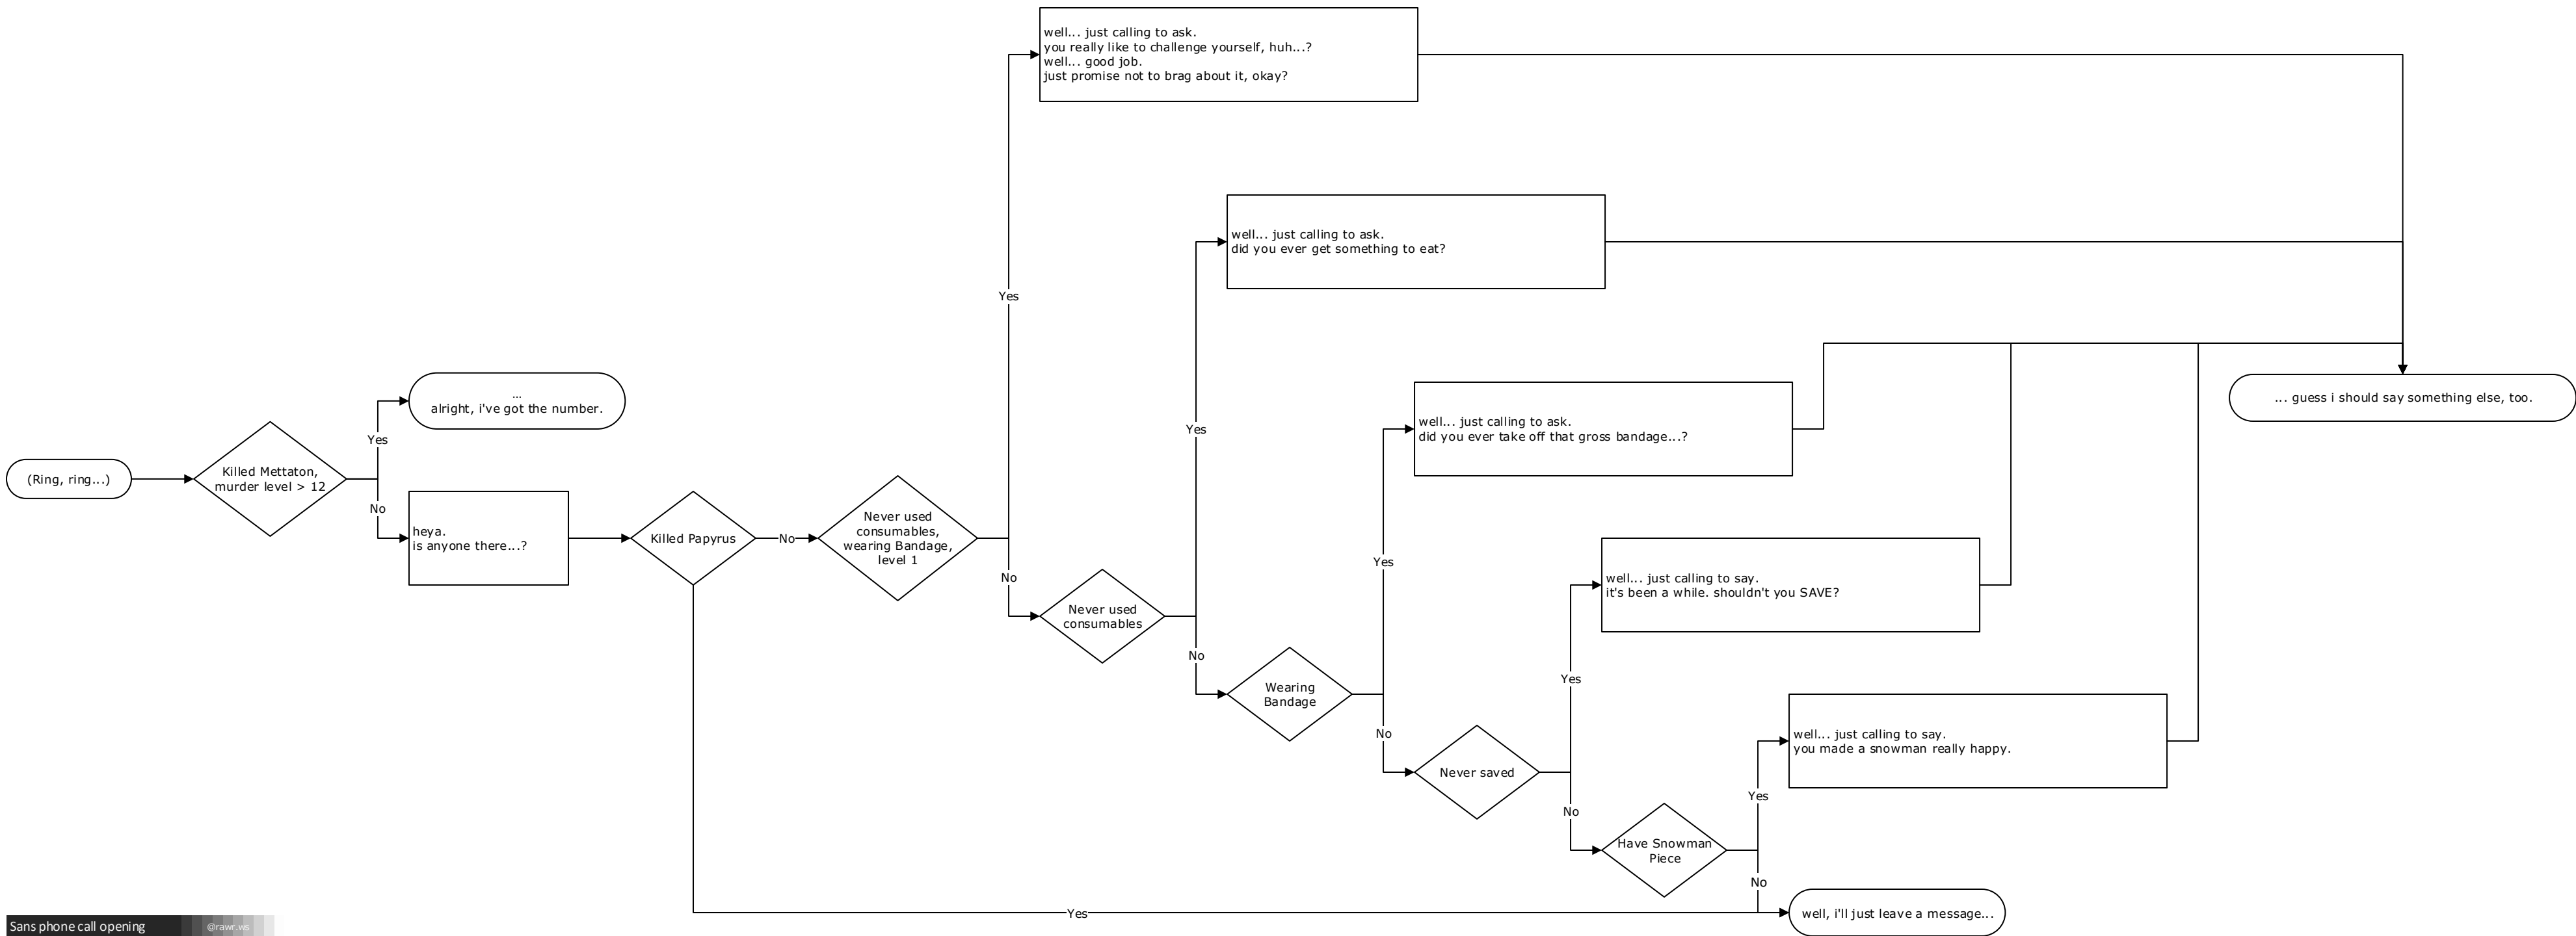 well... just calling to ask.
you really like to challenge yourself, huh...?
well... good job.
just promise not to brag about it, okay?
Yes
well... just calling to ask.
did you ever get something to eat?
Yes
...
alright, i've got the number.
Yes
(Ring, ring...)
Killed Mettaton,
murder level > 12
No
heya.
is anyone there...?
Killed Papyrus
No
Never used
consumables,
wearing Bandage,
level 1
No
Never used
consumables
No
well... just calling to ask.
did you ever take off that gross bandage...?
... guess i should say something else, too.
Yes
Wearing
Bandage
No
well... just calling to say.
it's been a while. shouldn't you SAVE?
Yes
Never saved
No
well... just calling to say.
you made a snowman really happy.
Yes
Have Snowman
Piece
No
Yes
well, i'll just leave a message...
Sans phone call opening
@rawr.ws